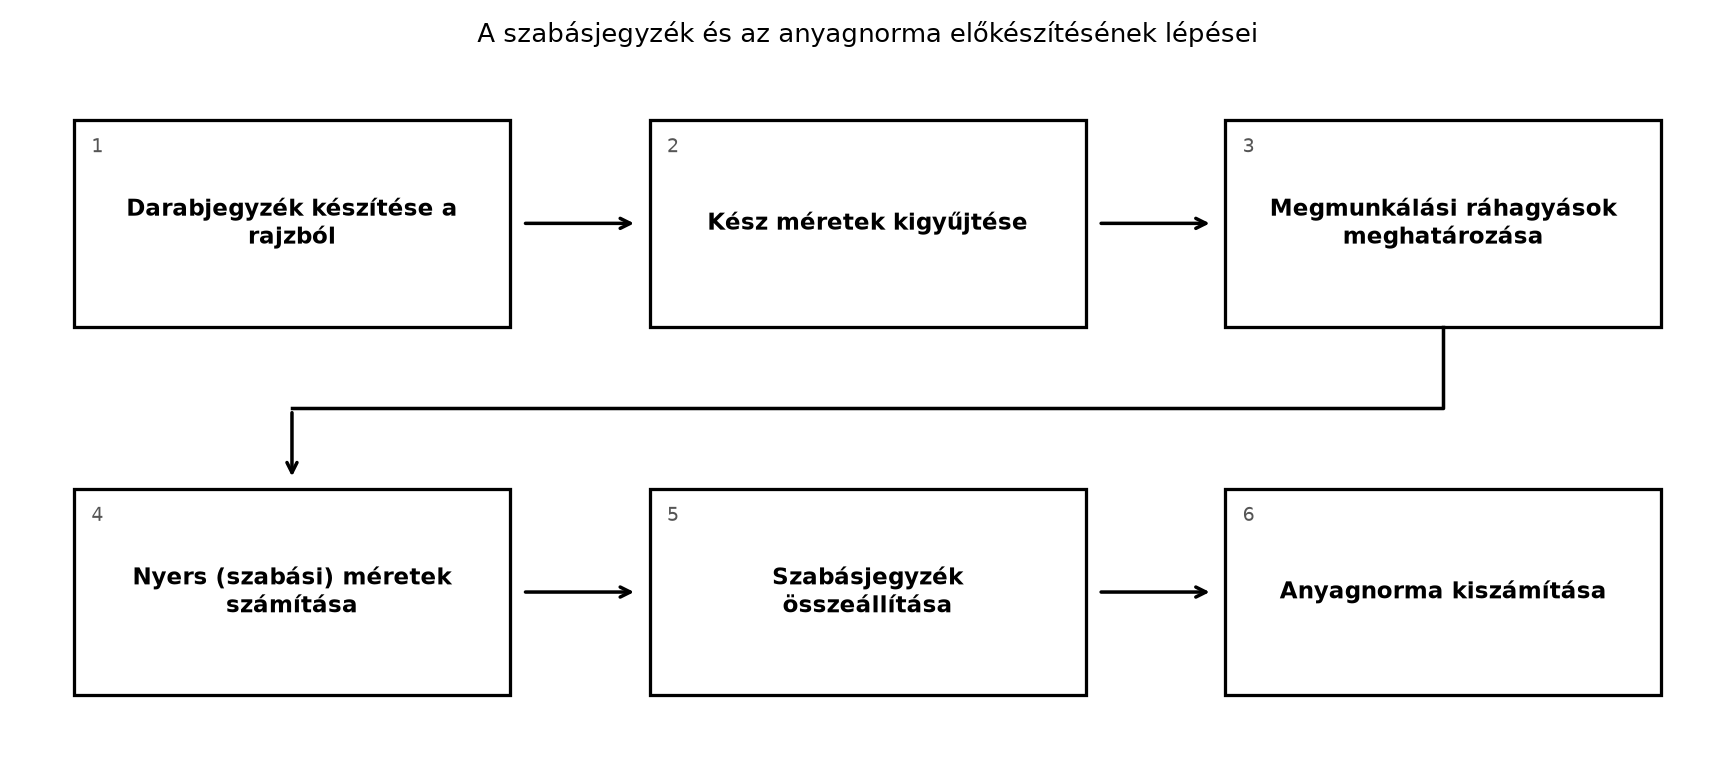 A szabásjegyzék és az anyagnorma előkészítésének lépései
1
Darabjegyzék készítése a
rajzból
2
Kész méretek kigyűjtése
3
Megmunkálási ráhagyások
meghatározása
4
Nyers (szabási) méretek
számítása
5
Szabásjegyzék
összeállítása
6
Anyagnorma kiszámítása